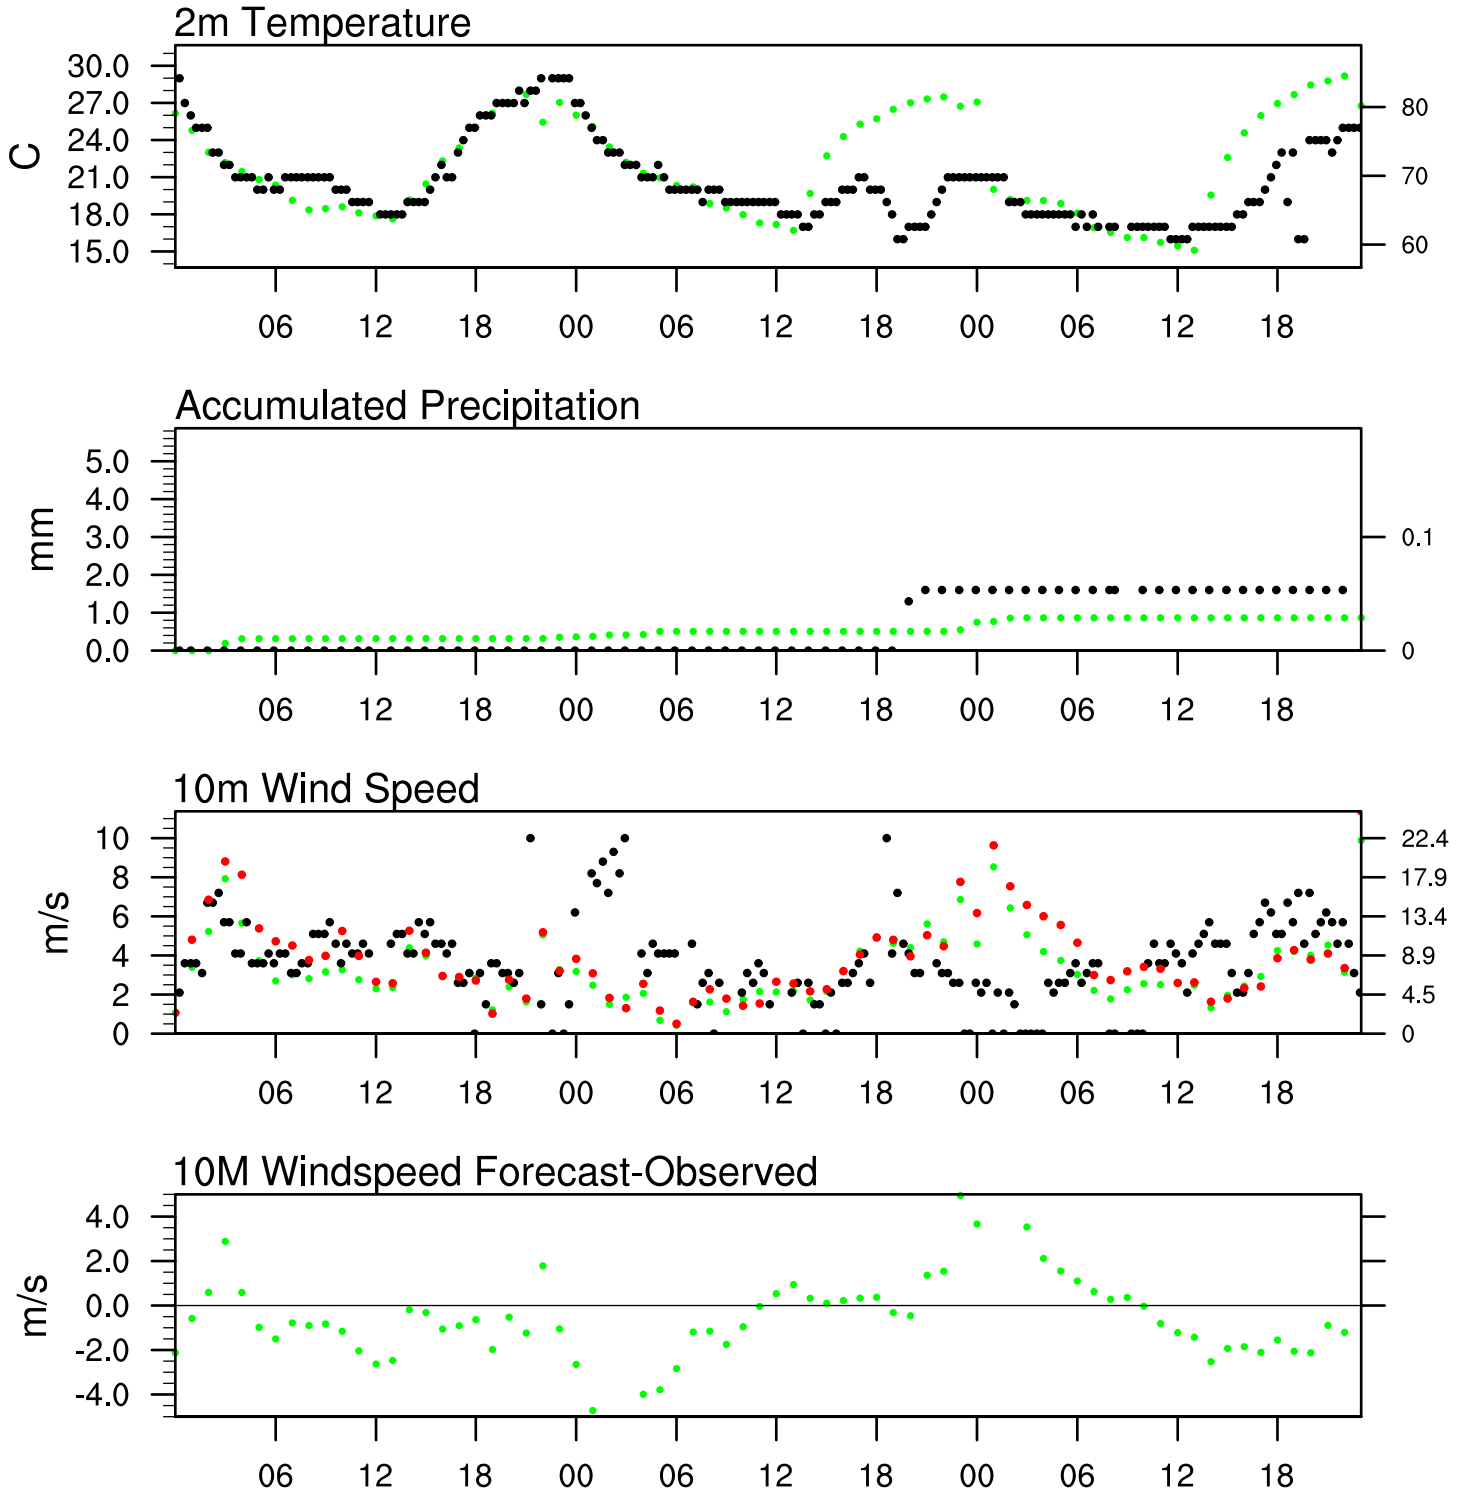 2m Temperature
30.0
27.0
24.0
21.0
18.0
15.0
C
80
70
60
06 12 18 00 06 12 18 00 06 12 18
Accumulated Precipitation
5.0
4.0
3.0
2.0
1.0
0.0
mm
0.1
0
06 12 18 00 06 12 18 00 06 12 18
10m Wind Speed
10
8
6
4
2
0
m/s
22.4
17.9
13.4
8.9
4.5
0
06 12 18 00 06 12 18 00 06 12 18
10M Windspeed Forecast-Observed
4.0
2.0
0.0
-2.0
-4.0
m/s
06 12 18 00 06 12 18 00 06 12 18